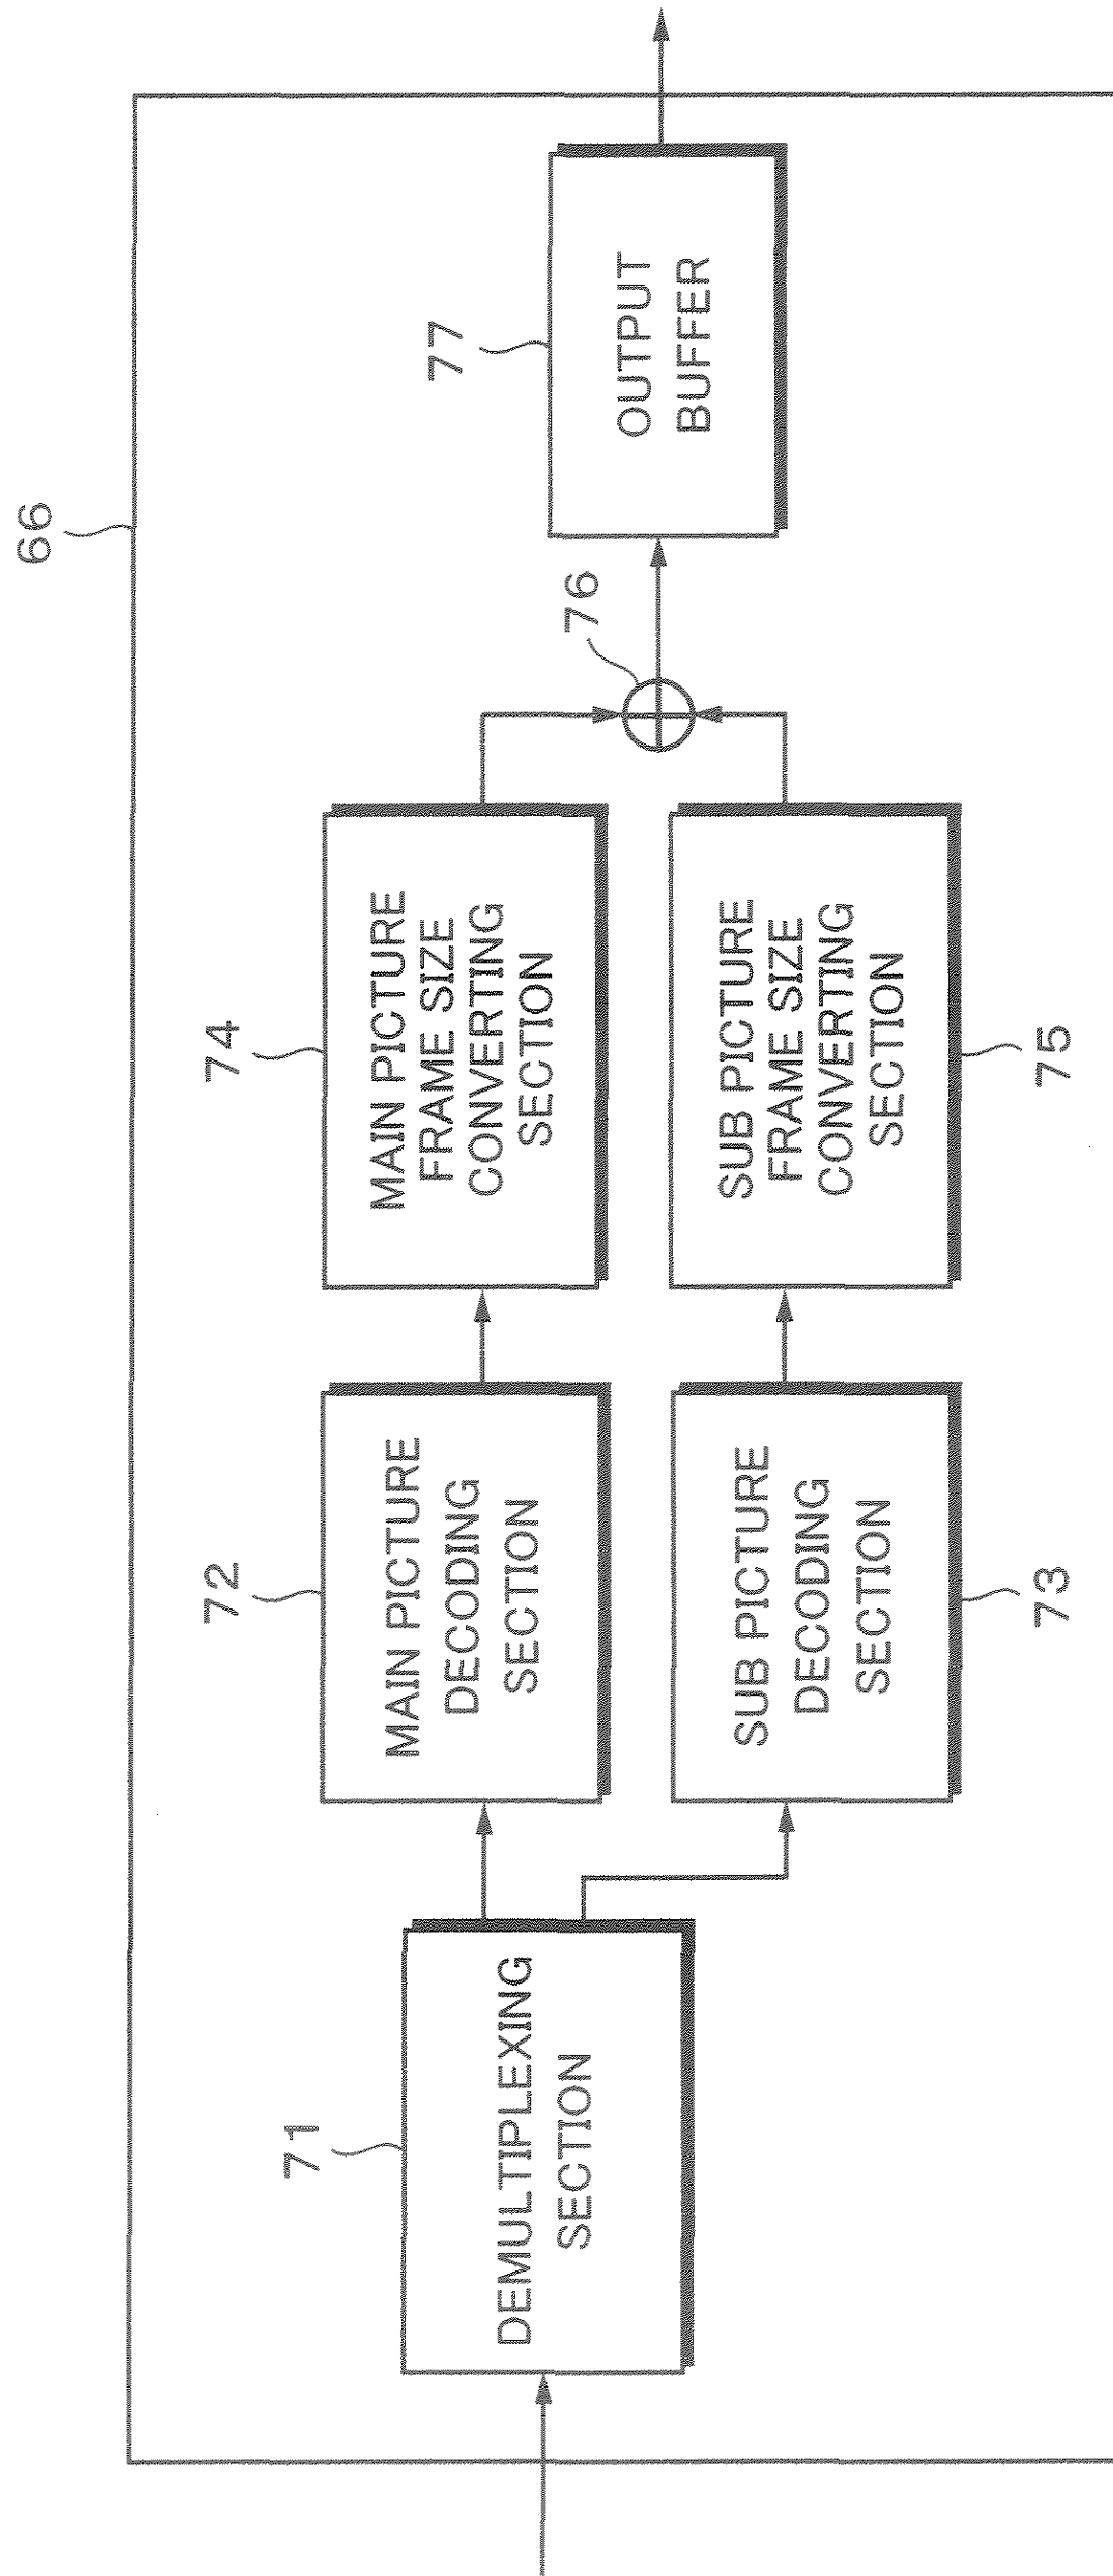 66
71
DEMULTIPLEXING
SECTION
72
MAIN PICTURE
DECODING
SECTION
SUB PICTURE
DECODING
SECTION
73
74
MAIN PICTURE
FRAME SIZE
CONVERTING
SECTION
SUB PICTURE
FRAME SIZE
CONVERTING
SECTION
75
76
77
OUTPUT
BUFFER